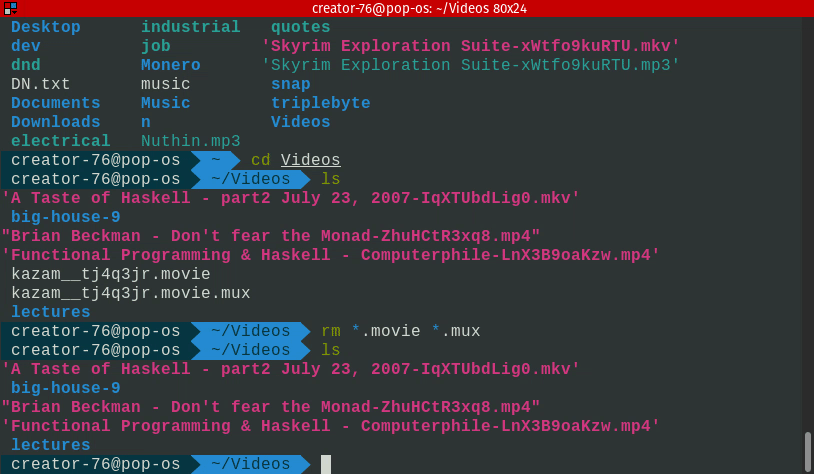 creator-76@pop-os: ~/Videos 80x24
Desktop industrial quotes
dev job 'Skyrim Exploration Suite-xWtfo9kuRTU.mkv'
dnd Monero 'Skyrim Exploration Suite-xWtfo9kuRTU.mp3'
DN.txt music snap
Documents Music triplebyte
Downloads n Videos
electrical Nuthin.mp3
creator-76@pop-os ~ cd Videos
creator-76@pop-os ~/Videos ls
'A Taste of Haskell - part2 July 23, 2007-IqXTUbdLig0.mkv'
big-house-9
"Brian Beckman - Don't fear the Monad-ZhuHCtR3xq8.mp4"
'Functional Programming & Haskell - Computerphile-LnX3B9oaKzw.mp4'
kazam__tj4q3jr.movie
kazam__tj4q3jr.movie.mux
lectures
creator-76@pop-os ~/Videos rm *.movie *.mux
creator-76@pop-os ~/Videos ls
'A Taste of Haskell - part2 July 23, 2007-IqXTUbdLig0.mkv'
big-house-9
"Brian Beckman - Don't fear the Monad-ZhuHCtR3xq8.mp4"
'Functional Programming & Haskell - Computerphile-LnX3B9oaKzw.mp4'
lectures
creator-76@pop-os ~/Videos